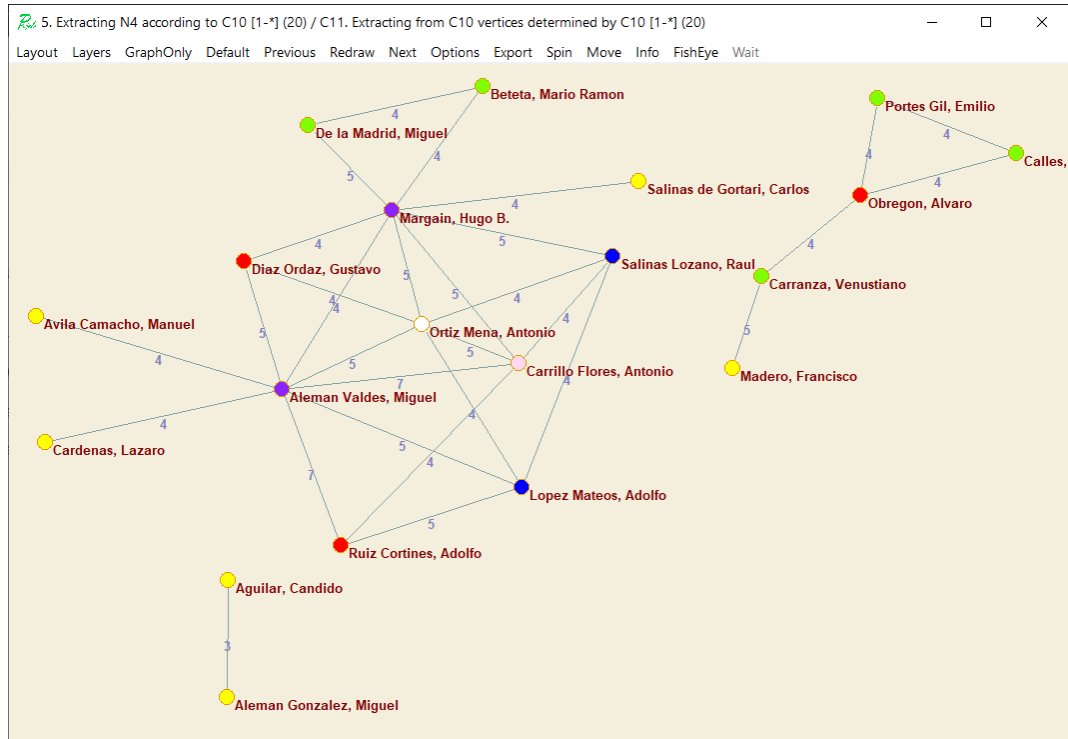 5. Extracting N4 according to C10 [1-*] (20) / C11. Extracting from C10 vertices determined by C10 [1-*] (20)
Layout Layers GraphOnly Default Previous Redraw Next Options Export Spin Move Info FishEye Wait
Beteta, Mario Ramon
Portes Gil, Emilio
4
De la Madrid, Miguel
4
4
4
Calles,
5
4
Salinas de Gortari, Carlos
4
Obregon, Alvaro
Margain, Hugo B.
4
5
4
Salinas Lozano, Raul
Diaz Ordaz, Gustavo
5
Carranza, Venustiano
5
4
4
4
Avila Camacho, Manuel
4
5
Ortiz Mena, Antonio
5
4
5
5
Carrillo Flores, Antonio
Madero, Francisco
7
4
Aleman Valdes, Miguel
4
4
Cardenas, Lazaro
5
4
7
Lopez Mateos, Adolfo
5
Ruiz Cortines, Adolfo
Aguilar, Candido
3
Aleman Gonzalez, Miguel